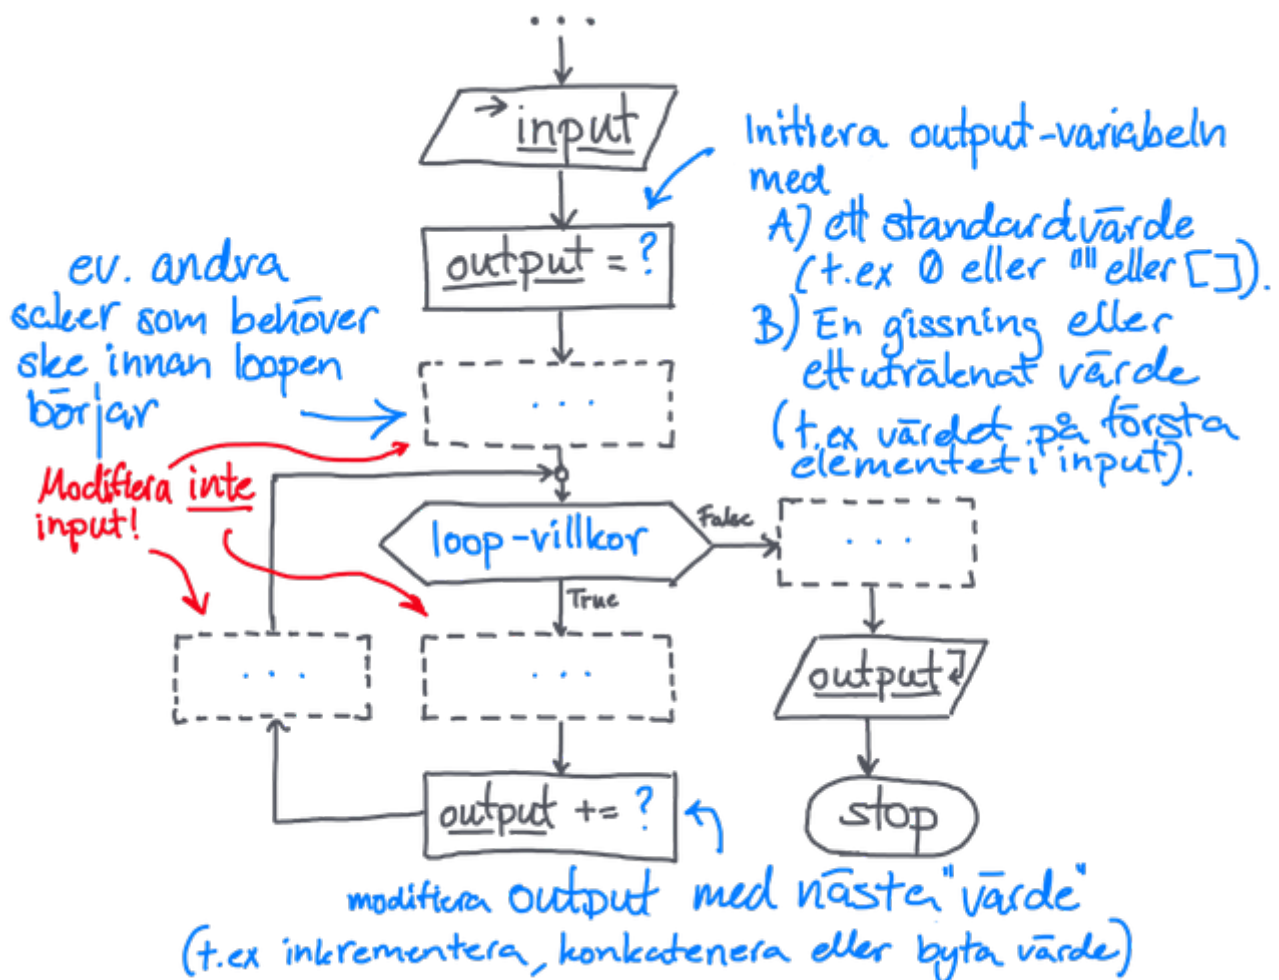 ...
→ input
Initiera output-variabeln
med
A) ett standardvärde
(t.ex 0 eller "" eller []).
B) En gissning eller
ett uträknat värde
(t.ex värdet på första
elementet i input).
output = ?
ev. andra
saker som behöver
ske innan loopen
börjar
...
Modifiera inte
input!
loop-villkor
False
...
True
...
...
output ↲
output += ?
stop
modifiera output med nästa "värde"
(t.ex inkrementera, konkatenera eller byta värde)